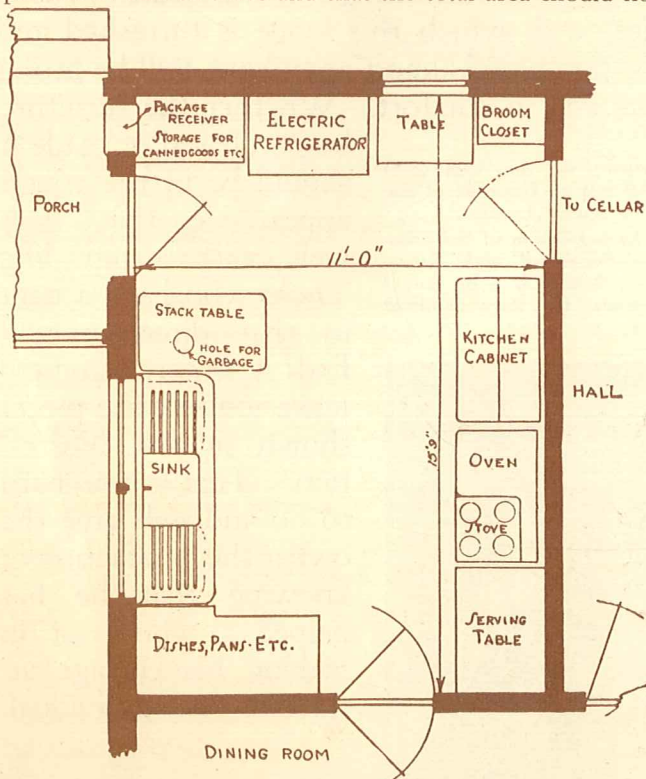 PACKAGE
RECEIVER
STORAGE FOR
CANNEDGOODS ETC.
ELECTRIC
REFRIGERATOR
TABLE
BROOM
CLOSET
PORCH
TO CELLAR
11'-0"
STACK TABLE
HOLE FOR
GARBAGE
KITCHEN
CABINET
HALL
15'9"
SINK
OVEN
STOVE
DISHES, PANS-ETC.
SERVING
TABLE
DINING ROOM